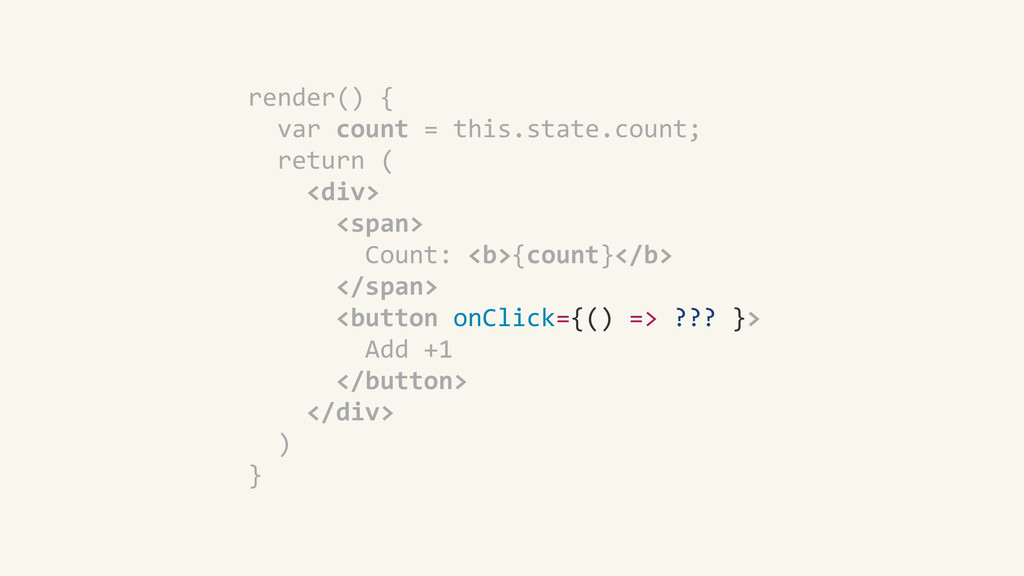 render() {
  var count = this.state.count;
  return (
    <div>
      <span>
        Count: <b>{count}</b>
      </span>
      <button onClick={() => ??? }>
        Add +1
      </button>
    </div>
  )
}